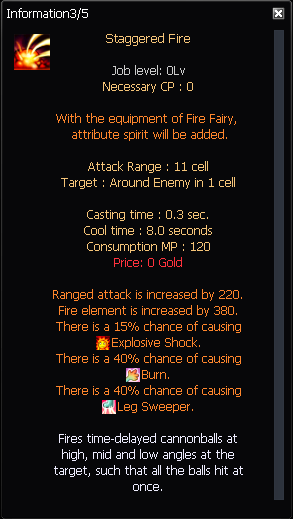 Information3/5
Staggered Fire
Job level: 0Lv
Necessary CP : 0
With the equipment of Fire Fairy,
attribute spirit will be added.
Attack Range : 11 cell
Target : Around Enemy in 1 cell
Casting time : 0.3 sec.
Cool time : 8.0 seconds
Consumption MP : 120
Price: 0 Gold
Ranged attack is increased by 220.
Fire element is increased by 380.
There is a 15% chance of causing
Explosive Shock.
There is a 40% chance of causing
Burn.
There is a 40% chance of causing
Leg Sweeper.
Fires time-delayed cannonballs at
high, mid and low angles at the
target, such that all the balls hit at
once.